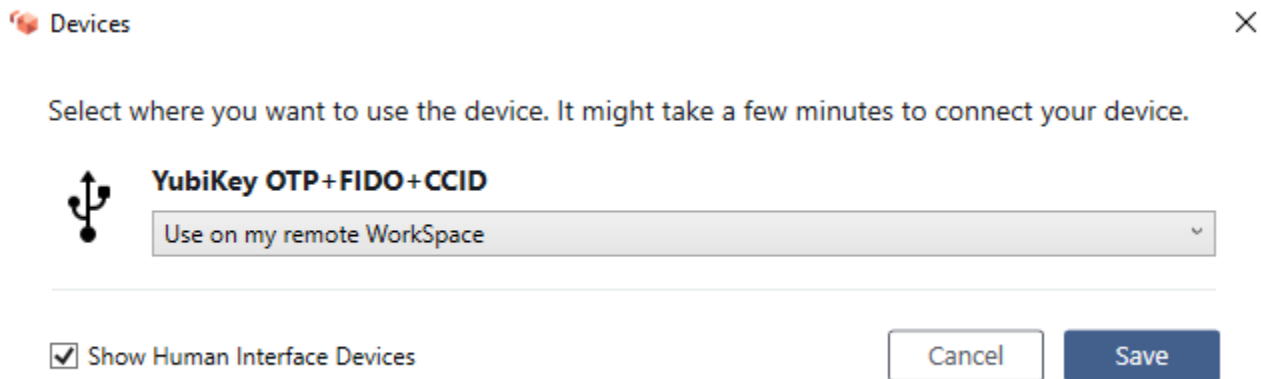 Devices
Select where you want to use the device. It might take a few minutes to connect your device.
YubiKey OTP+FIDO+CCID
Use on my remote WorkSpace
Show Human Interface Devices
Cancel
Save